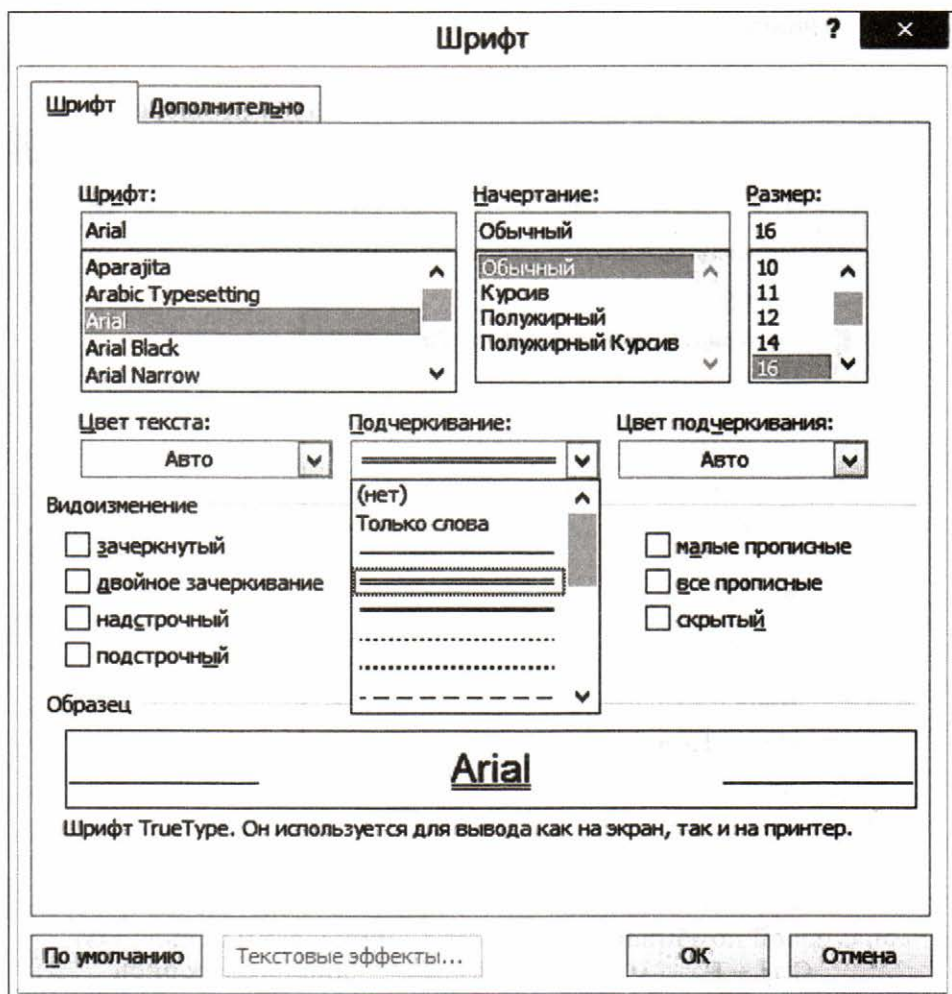 Шрифт ? ×
Шрифт Дополнительно
Шрифт: Начертание: Размер:
Arial Обычный 16
Aparajita Обычный 10
Arabic Typesetting Курсив 11
Arial Полужирный 12
Arial Black Полужирный Курсив 14
Arial Narrow 16
Цвет текста: Подчеркивание: Цвет подчеркивания:
Авто Авто
(нет)
Видоизменение
Только слова
зачеркнутый малые прописные
двойное зачеркивание все прописные
надстрочный скрытый
подстрочный
Образец
Arial
Шрифт TrueType. Он используется для вывода как на экран, так и на принтер.
По умолчанию Текстовые эффекты... ОК Отмена